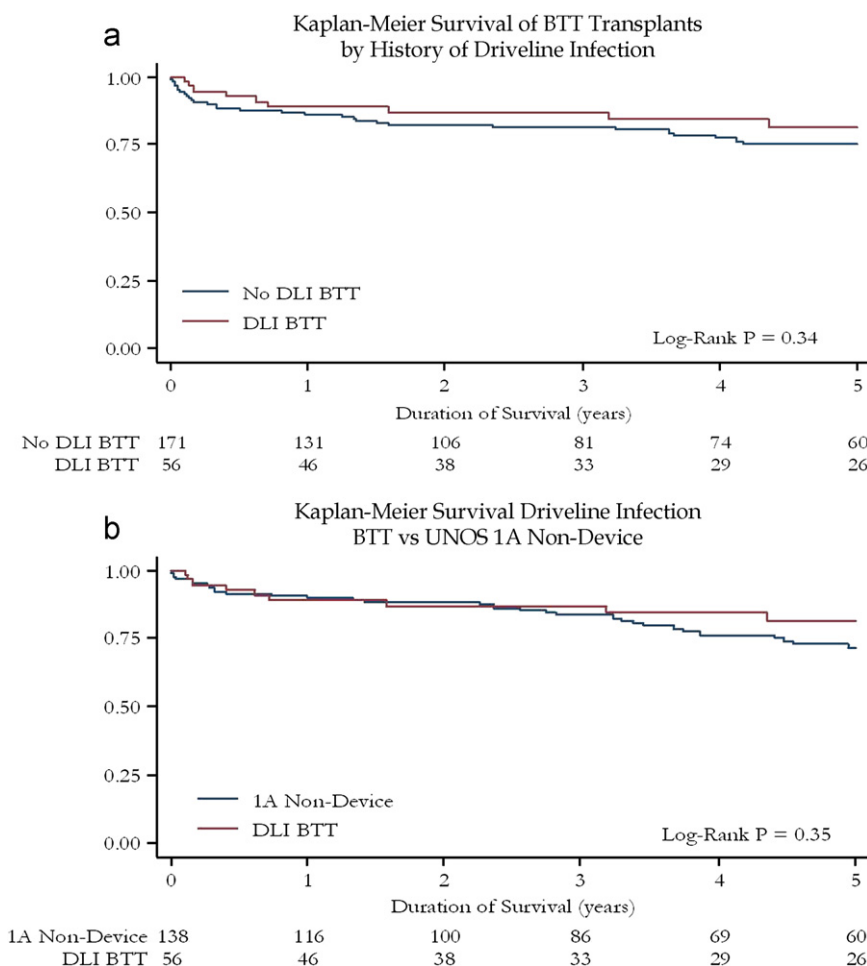 a
Kaplan-Meier Survival of BTT Transplants
by History of Driveline Infection
1.00
0.75
0.50
0.25
0.00
No DLI BTT
DLI BTT
Log-Rank P = 0.34
0 1 2 3 4 5
Duration of Survival (years)
No DLI BTT 171 131 106 81 74 60
DLI BTT 56 46 38 33 29 26
b
Kaplan-Meier Survival Driveline Infection
BTT vs UNOS 1A Non-Device
1.00
0.75
0.50
0.25
0.00
1A Non-Device
DLI BTT
Log-Rank P = 0.35
0 1 2 3 4 5
Duration of Survival (years)
1A Non-Device 138 116 100 86 69 60
DLI BTT 56 46 38 33 29 26